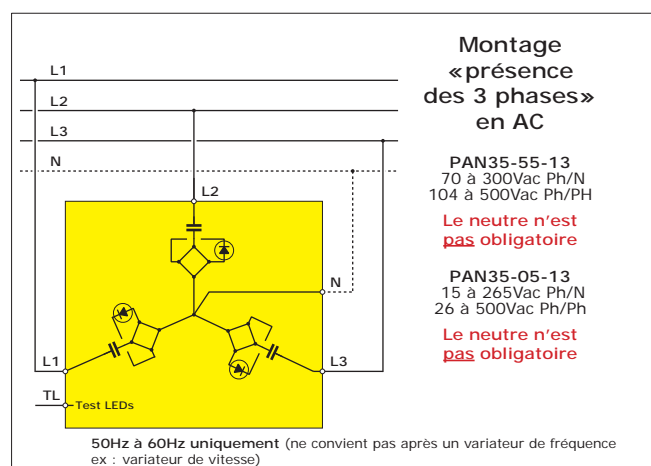 Montage
«présence
des 3 phases»
en AC
L1
L2
L3
N
L2
N
L1
L3
TL
Test LEDs
PAN35-55-13
70 à 300Vac Ph/N
104 à 500Vac Ph/PH
Le neutre n'est
pas obligatoire
PAN35-05-13
15 à 265Vac Ph/N
26 à 500Vac Ph/Ph
Le neutre n'est
pas obligatoire
50Hz à 60Hz uniquement (ne convient pas après un variateur de fréquence
ex : variateur de vitesse)